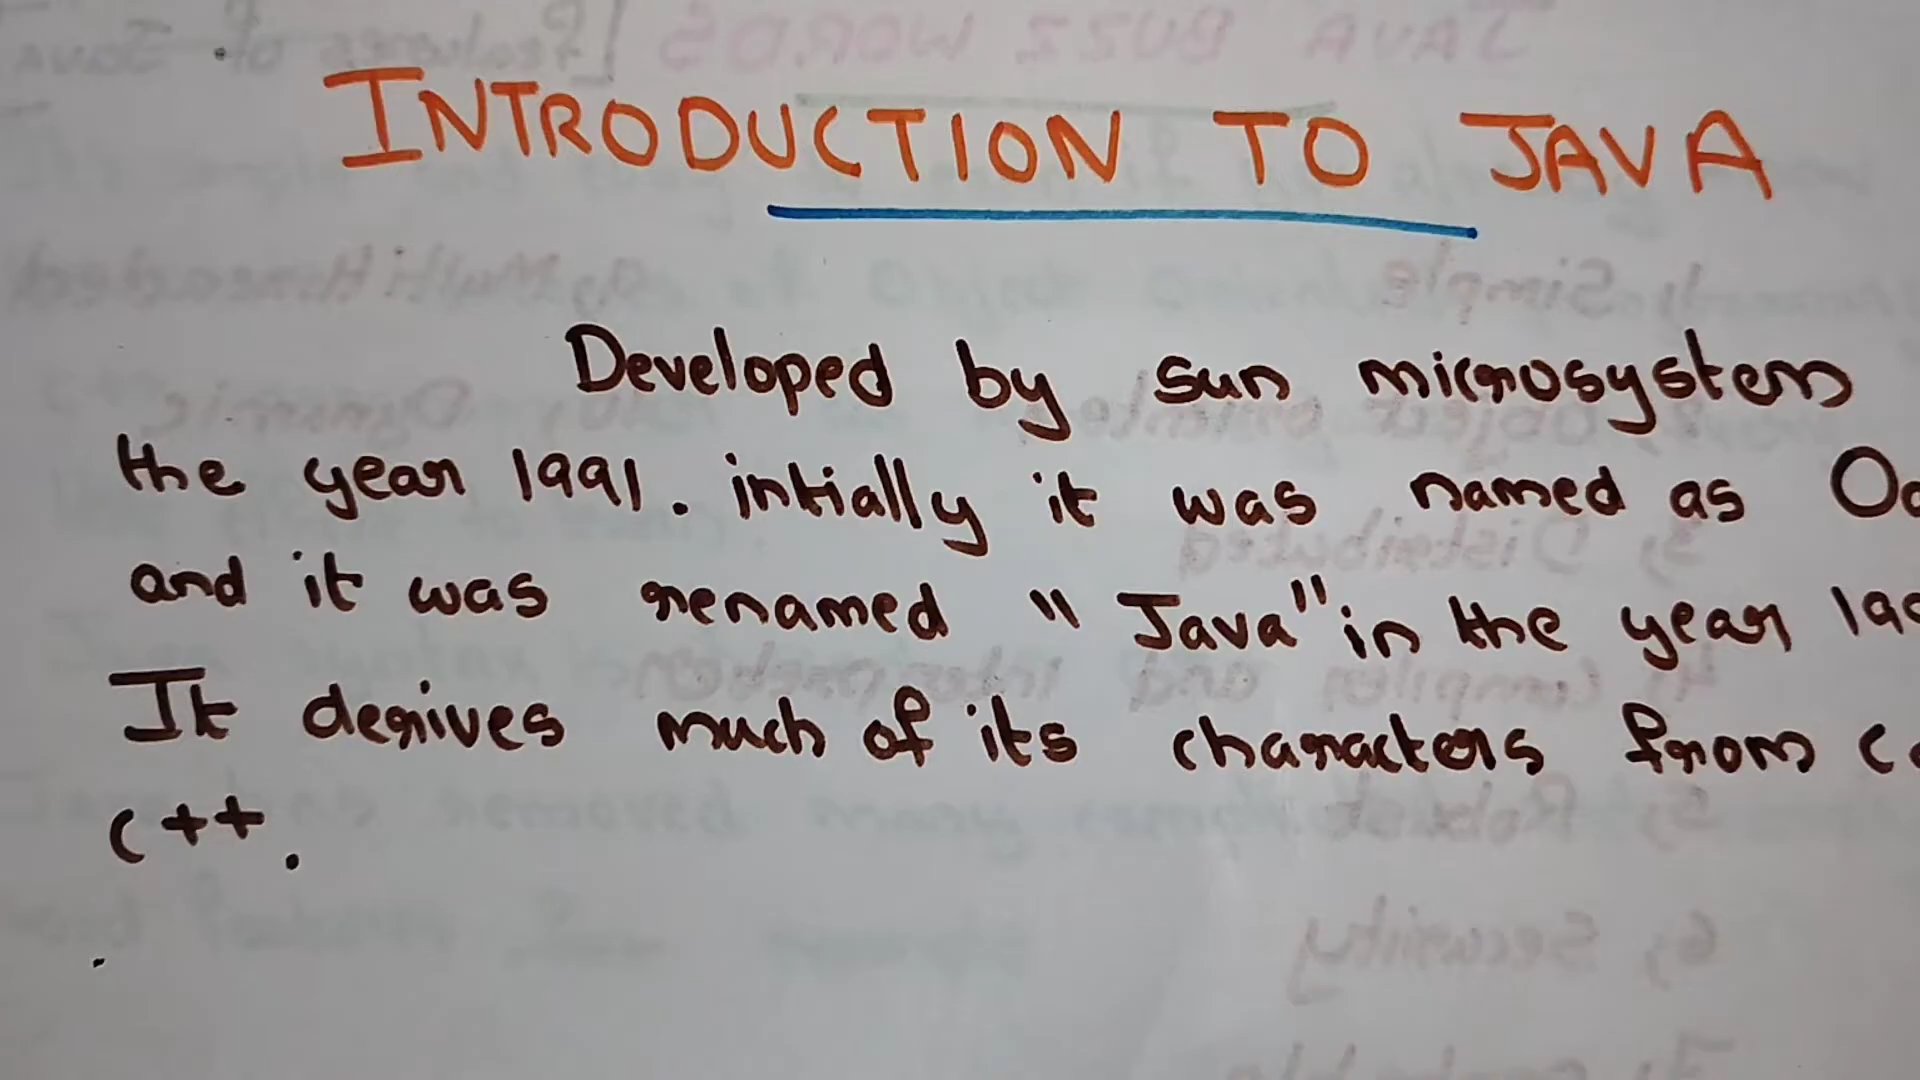 INTRODUCTION TO JAVA
Developed by sun microsystem
the year 1991. intially it was named as
and it was renamed "Java" in the year
It derives much of its characters from c
c++.